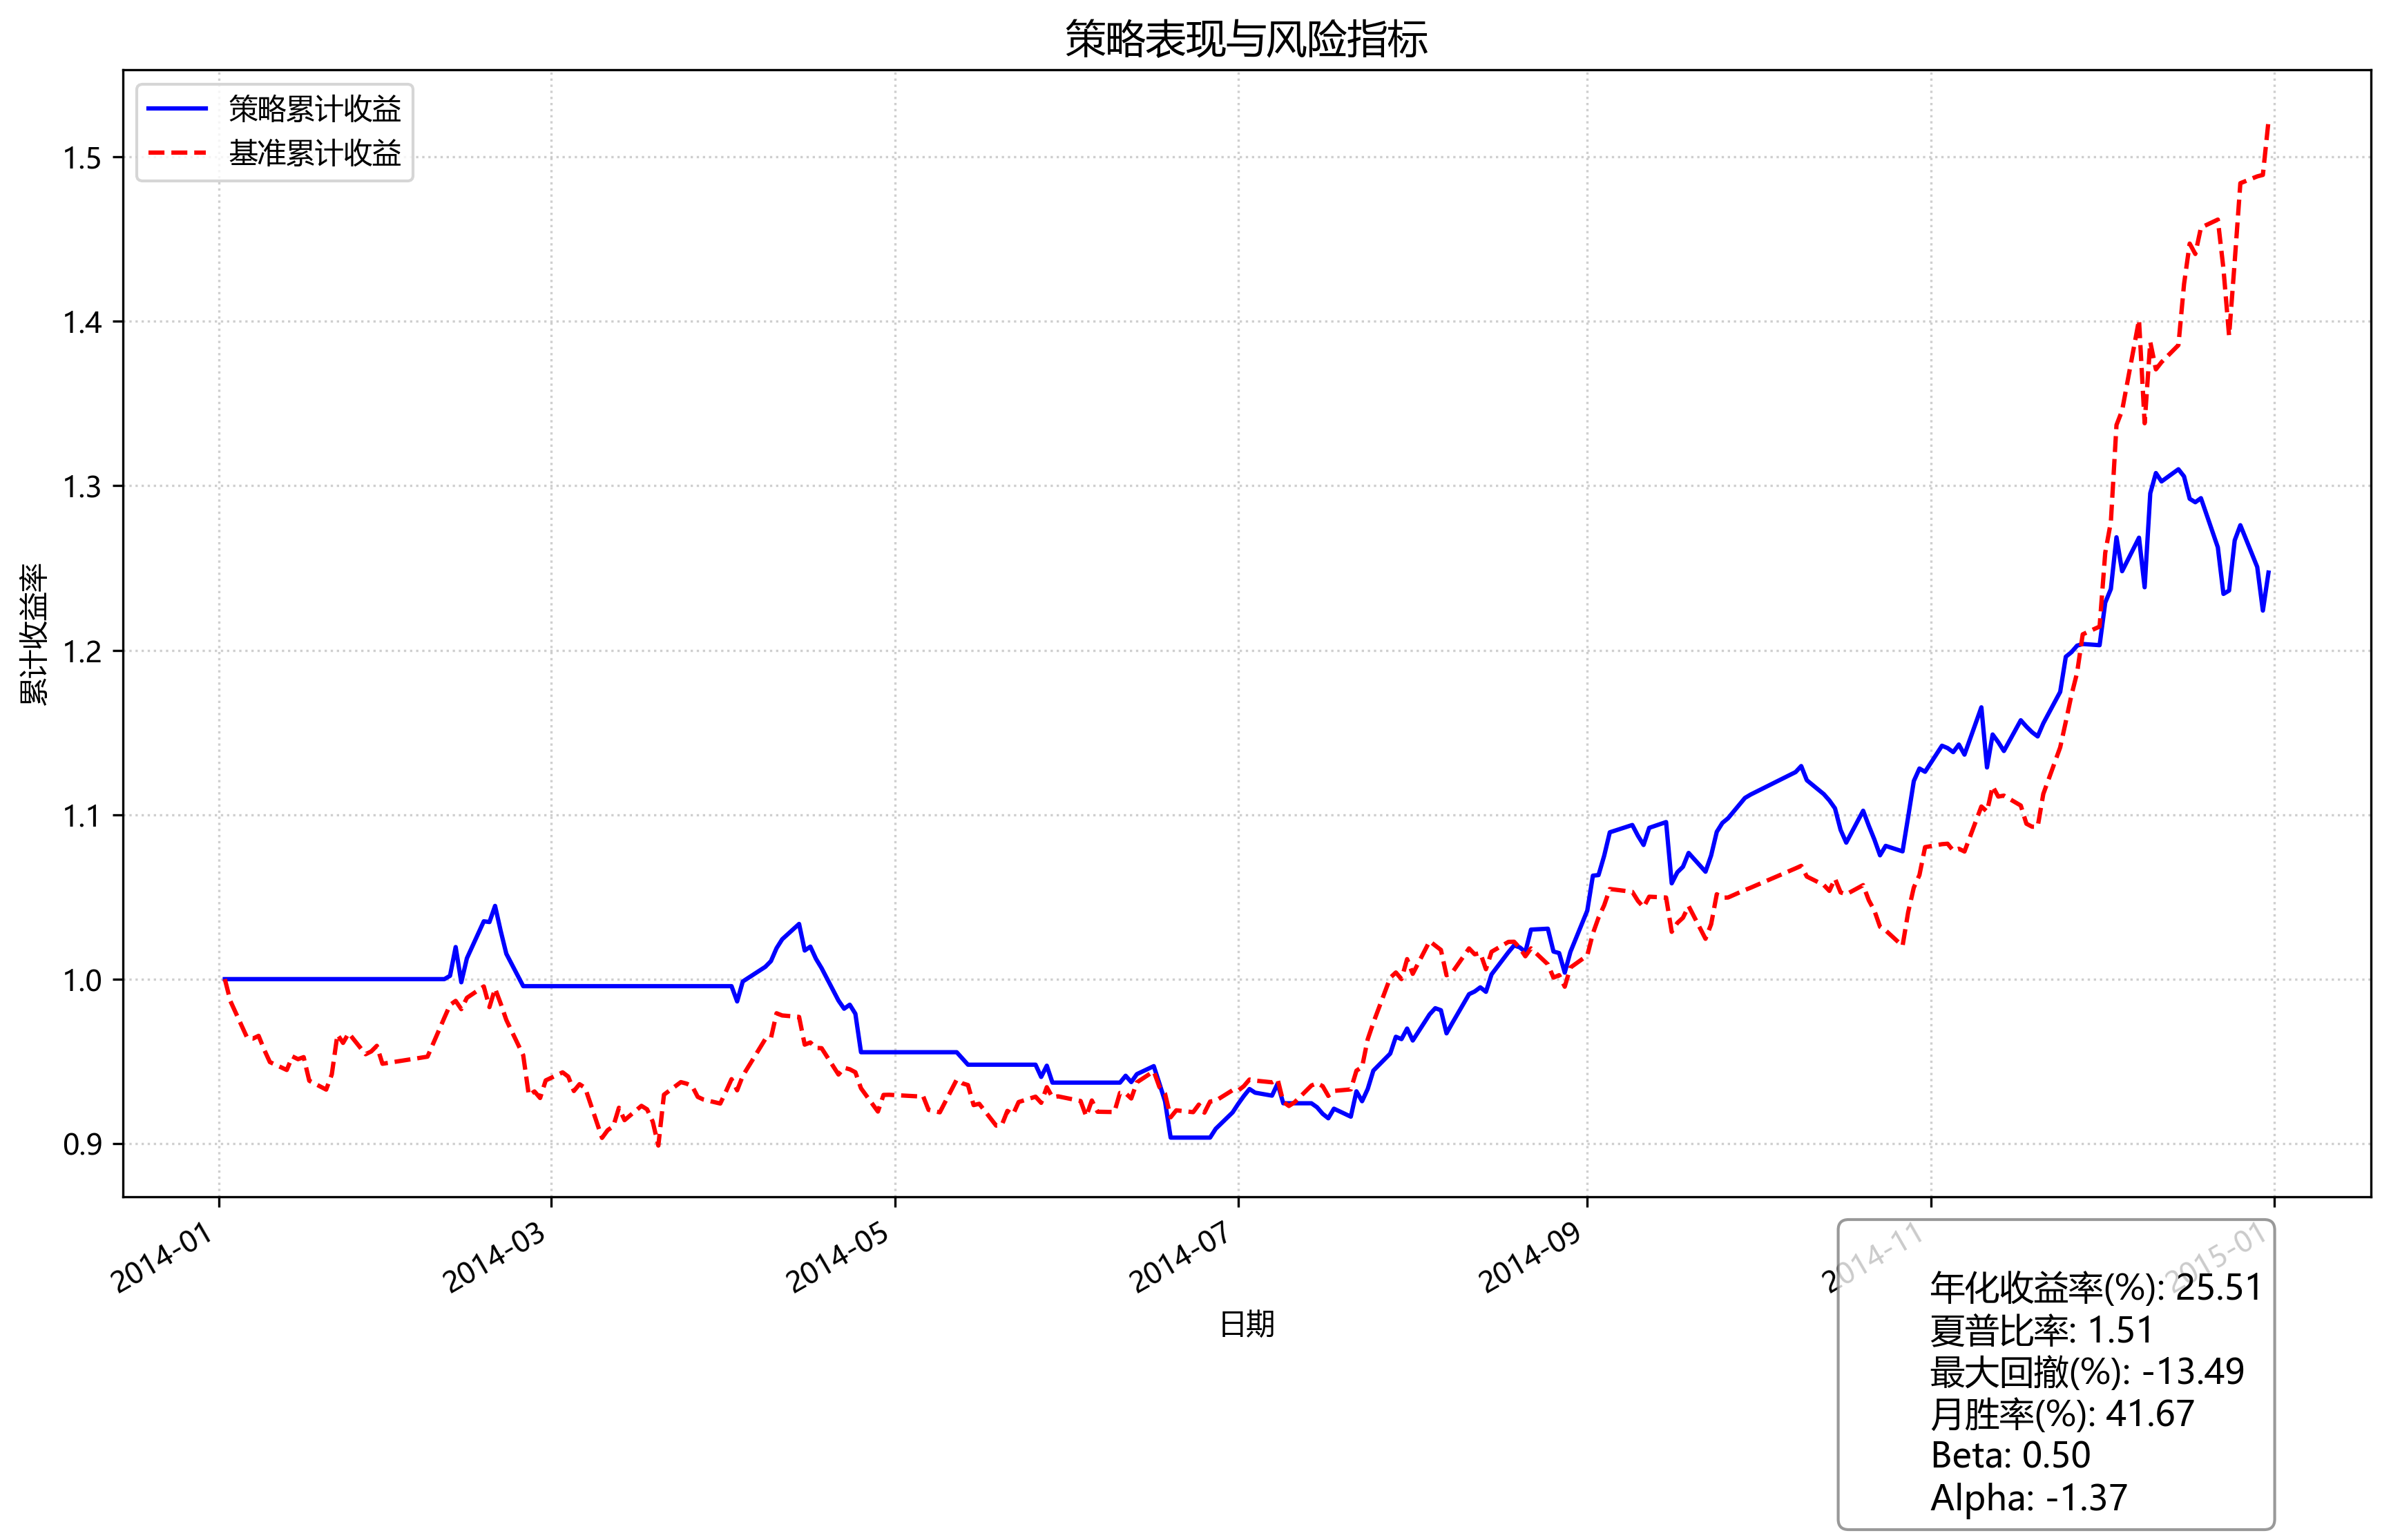 策略表现与风险指标
策略累计收益
基准累计收益
累计收益率
1.5
1.4
1.3
1.2
1.1
1.0
0.9
2014-01
2014-03
2014-05
2014-07
2014-09
2014-11
2015-01
日期
年化收益率(%): 25.51
夏普比率: 1.51
最大回撤(%): -13.49
月胜率(%): 41.67
Beta: 0.50
Alpha: -1.37